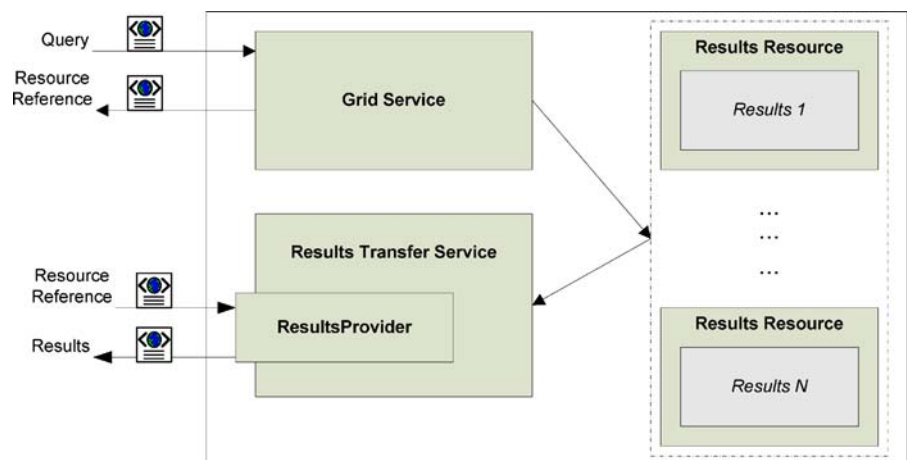 Query
Resource
Reference
Grid Service
Results Resource
Results 1
...
...
...
Results Transfer Service
Resource
Reference
ResultsProvider
Results
Results Resource
Results N